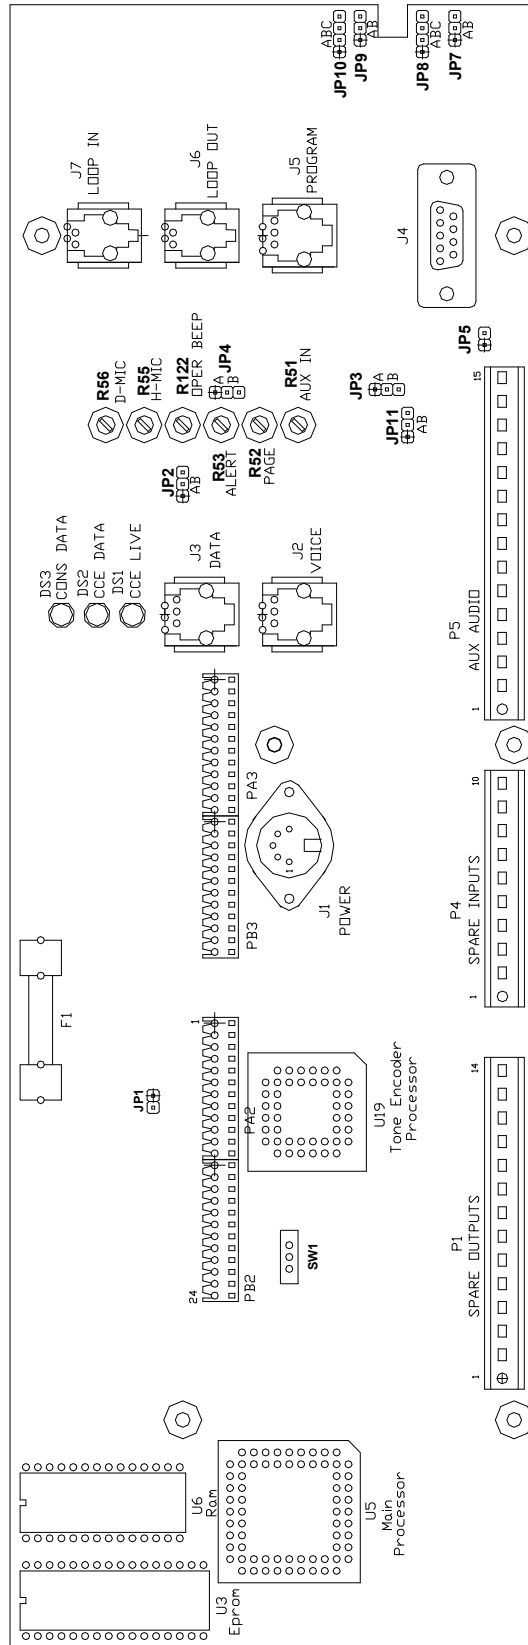 ABC
JP10
JP9
AB
JP8
ABC
JP7
AB
J7
LOOP IN
J6
LOOP OUT
J5
PROGRAM
J4
R56
D-MIC
R55
H-MIC
R122
OPER BEEP
JP4
A
B
R51
AUX IN
R53
ALERT
R52
PAGE
JP2
AB
JP3
A
B
JP11
AB
JP5
15
P5
AUX AUDIO
1
DS3
CONS DATA
DS2
CCE DATA
DS1
CCE LIVE
J3
DATA
J2
VOICE
PA3
PB3
1
J1
POWER
10
P4
SPARE INPUTS
1
F1
JP1
1
PA2
PB2
24
U19
Tone Encoder
Processor
SW1
14
P1
SPARE OUTPUTS
1
U6
Ram
U3
Eprom
U5
Main
Processor